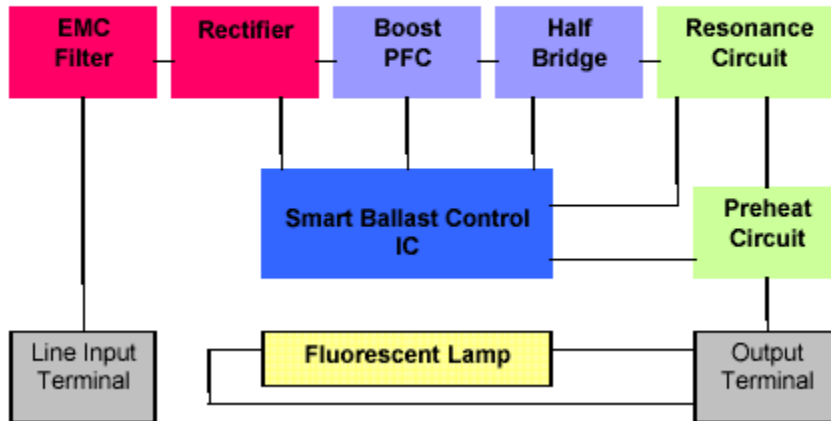 EMC
Filter
Rectifier
Boost
PFC
Half
Bridge
Resonance
Circuit
Smart Ballast Control
IC
Preheat
Circuit
Line Input
Terminal
Fluorescent Lamp
Output
Terminal